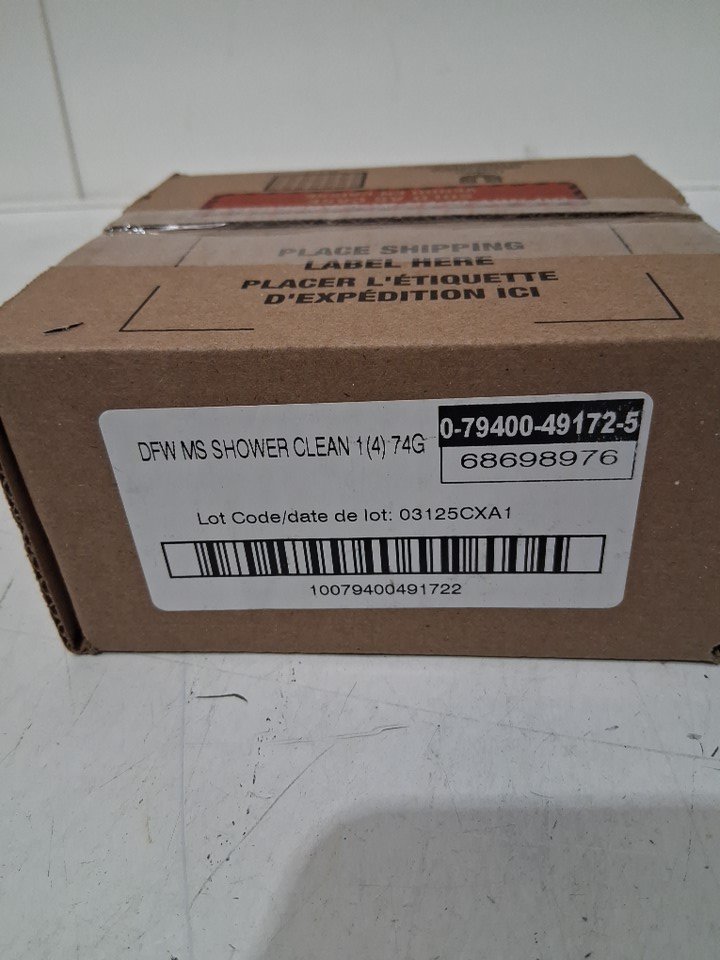 PLACE SHIPPING
LABEL HERE
PLACER L'ÉTIQUETTE
D'EXPÉDITION ICI
DFW MS SHOWER CLEAN 1(4) 74G
0-79400-49172-5
68698976
Lot Code/date de lot: 03125CXA1
10079400491722